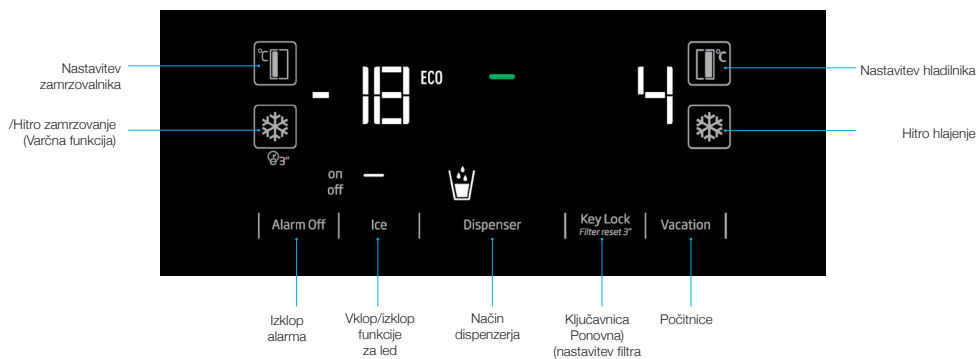 Nastavitev
zamrzovalnika
/Hitro zamrzovanje
(Varčna funkcija)
°C
- 18 ECO
3"
on
off
4
°C
Nastavitev hladilnika
Hitro hlajenje
Alarm Off
Ice
Dispenser
Key Lock
Filter reset 3"
Vacation
Izklop
alarma
Vklop/izklop
funkcije
za led
Način
dispenzerja
Ključavnica
Ponovna)
(nastavitev filtra
Počitnice